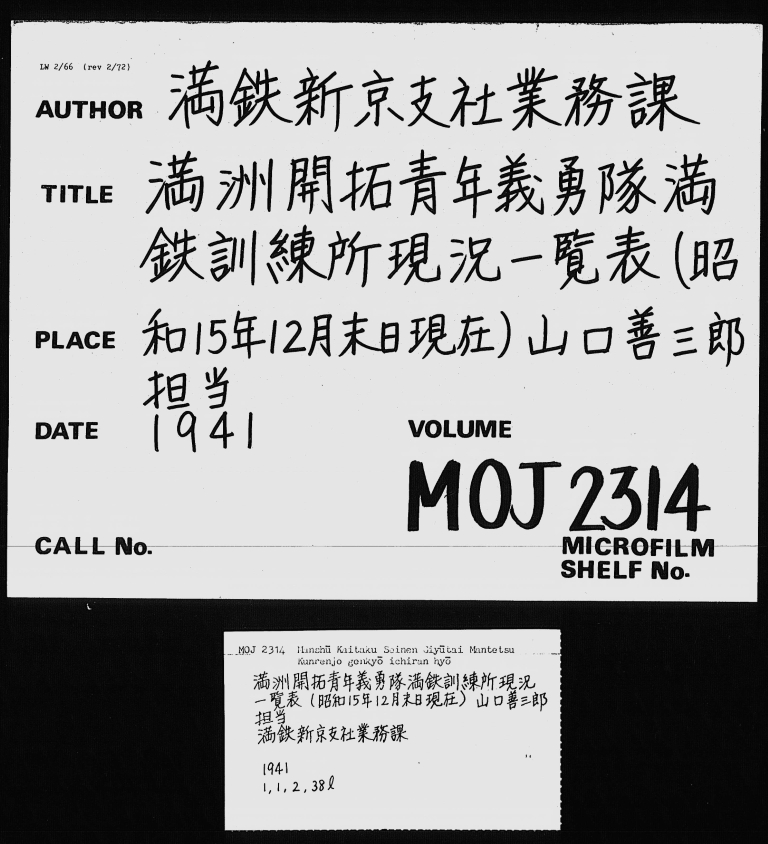 LW 2/66 (rev 2/72)
AUTHOR 満鉄新京支社業務課
TITLE 満洲開拓青年義勇隊満
鉄訓練所現況一覧表(昭
PLACE 和15年12月末日現在)山口善三郎
担当
DATE 1941
VOLUME
MOJ 2314
CALL No.
MICROFILM
SHELF No.
MOJ 2314 Manshū Kaitaku Seinen Giyūtai Mantetsu
Kunrenjo genkyō ichiran hyō
満洲開拓青年義勇隊満鉄訓練所現況
一覧表(昭和15年12月末日現在)山口善三郎
担当
満鉄新京支社業務課
1941
1,1,2,38l